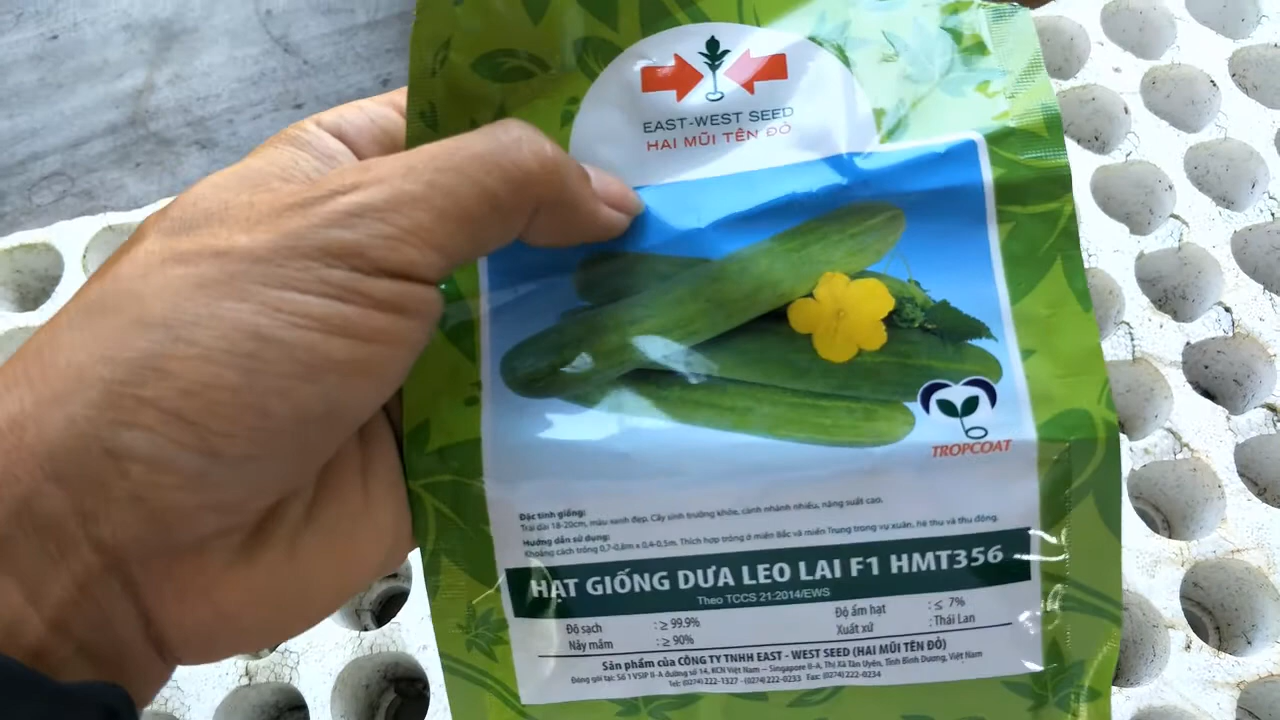 EAST-WEST SEED
HAI MŨI TÊN ĐỎ
TROPCOAT
Đặc tính giống:
Trái dài 18-20cm, màu xanh đẹp. Cây sinh trưởng khỏe, cành nhánh nhiều, năng suất cao.
Hướng dẫn sử dụng:
Khoảng cách trồng 0,7-0,8m x 0,4-0,5m. Thích hợp trồng ở miền Bắc và miền Trung trong vụ xuân, hè thu và thu đông.
HẠT GIỐNG DƯA LEO LAI F1 HMT356
Theo TCCS 21:2014/EWS
Độ sạch : ≥ 99.9% Độ ẩm hạt : ≤ 7%
Nảy mầm : ≥ 90% Xuất xứ : Thái Lan
Sản phẩm của CÔNG TY TNHH EAST - WEST SEED (HAI MŨI TÊN ĐỎ)
Đóng gói tại: Số 1 VSIP II-A đường số 14, KCN Việt Nam – Singapore II-A, Thị Xã Tân Uyên, Tỉnh Bình Dương, Việt Nam
Tel: (0274) 222-1327 - (0274) 222-0233 Fax: (0274) 222-0234